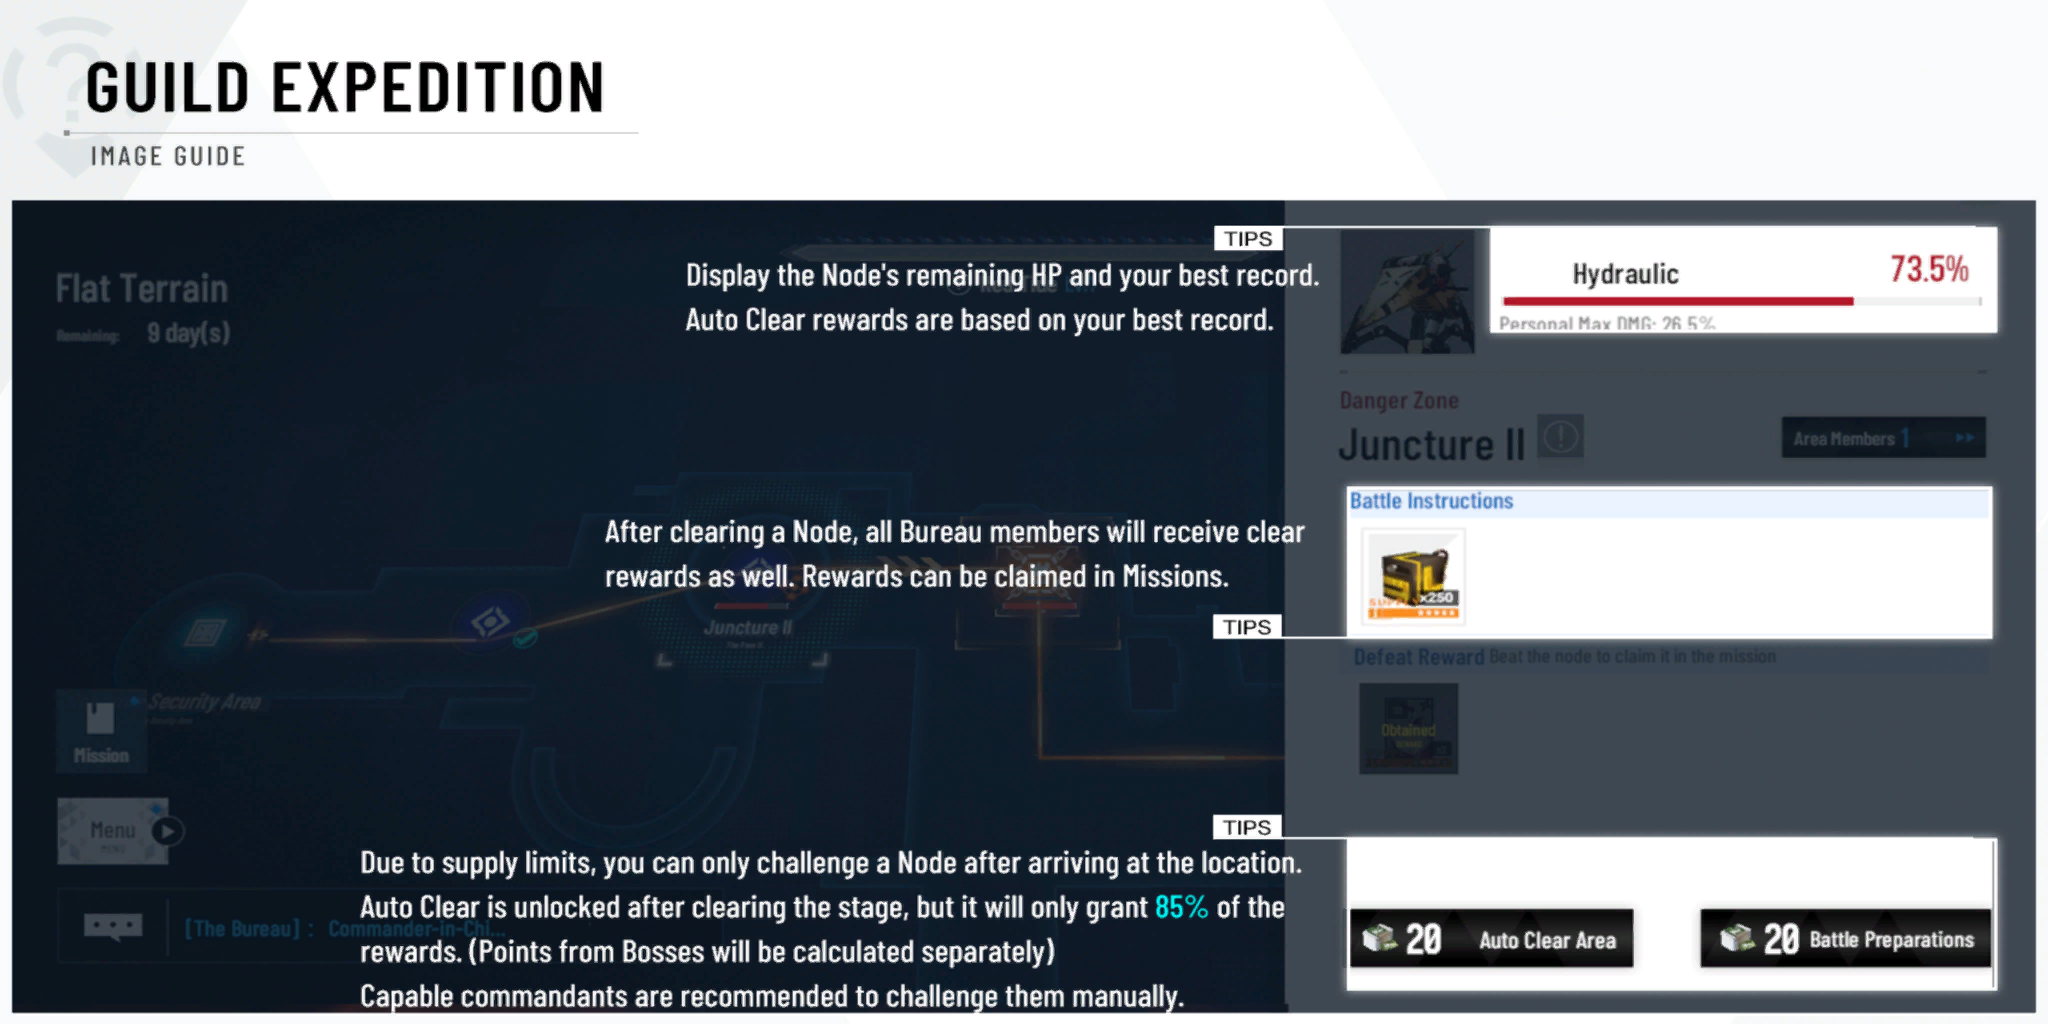 GUILD EXPEDITION
IMAGE GUIDE
Flat Terrain
Remaining: 9 day(s)
TIPS
Display the Node's remaining HP and your best record.
Auto Clear rewards are based on your best record.
Hydraulic
73.5%
Personal Max DMG: 26.5%
Danger Zone
Juncture II
Area Members 1
After clearing a Node, all Bureau members will receive clear
rewards as well. Rewards can be claimed in Missions.
TIPS
Battle Instructions
x250
Defeat Reward Beat the node to claim it in the mission
Obtained
Juncture II
Security Area
Mission
Menu
[The Bureau] : Commander-in-Chi...
TIPS
Due to supply limits, you can only challenge a Node after arriving at the location.
Auto Clear is unlocked after clearing the stage, but it will only grant 85% of the
rewards. (Points from Bosses will be calculated separately)
Capable commandants are recommended to challenge them manually.
20 Auto Clear Area
20 Battle Preparations